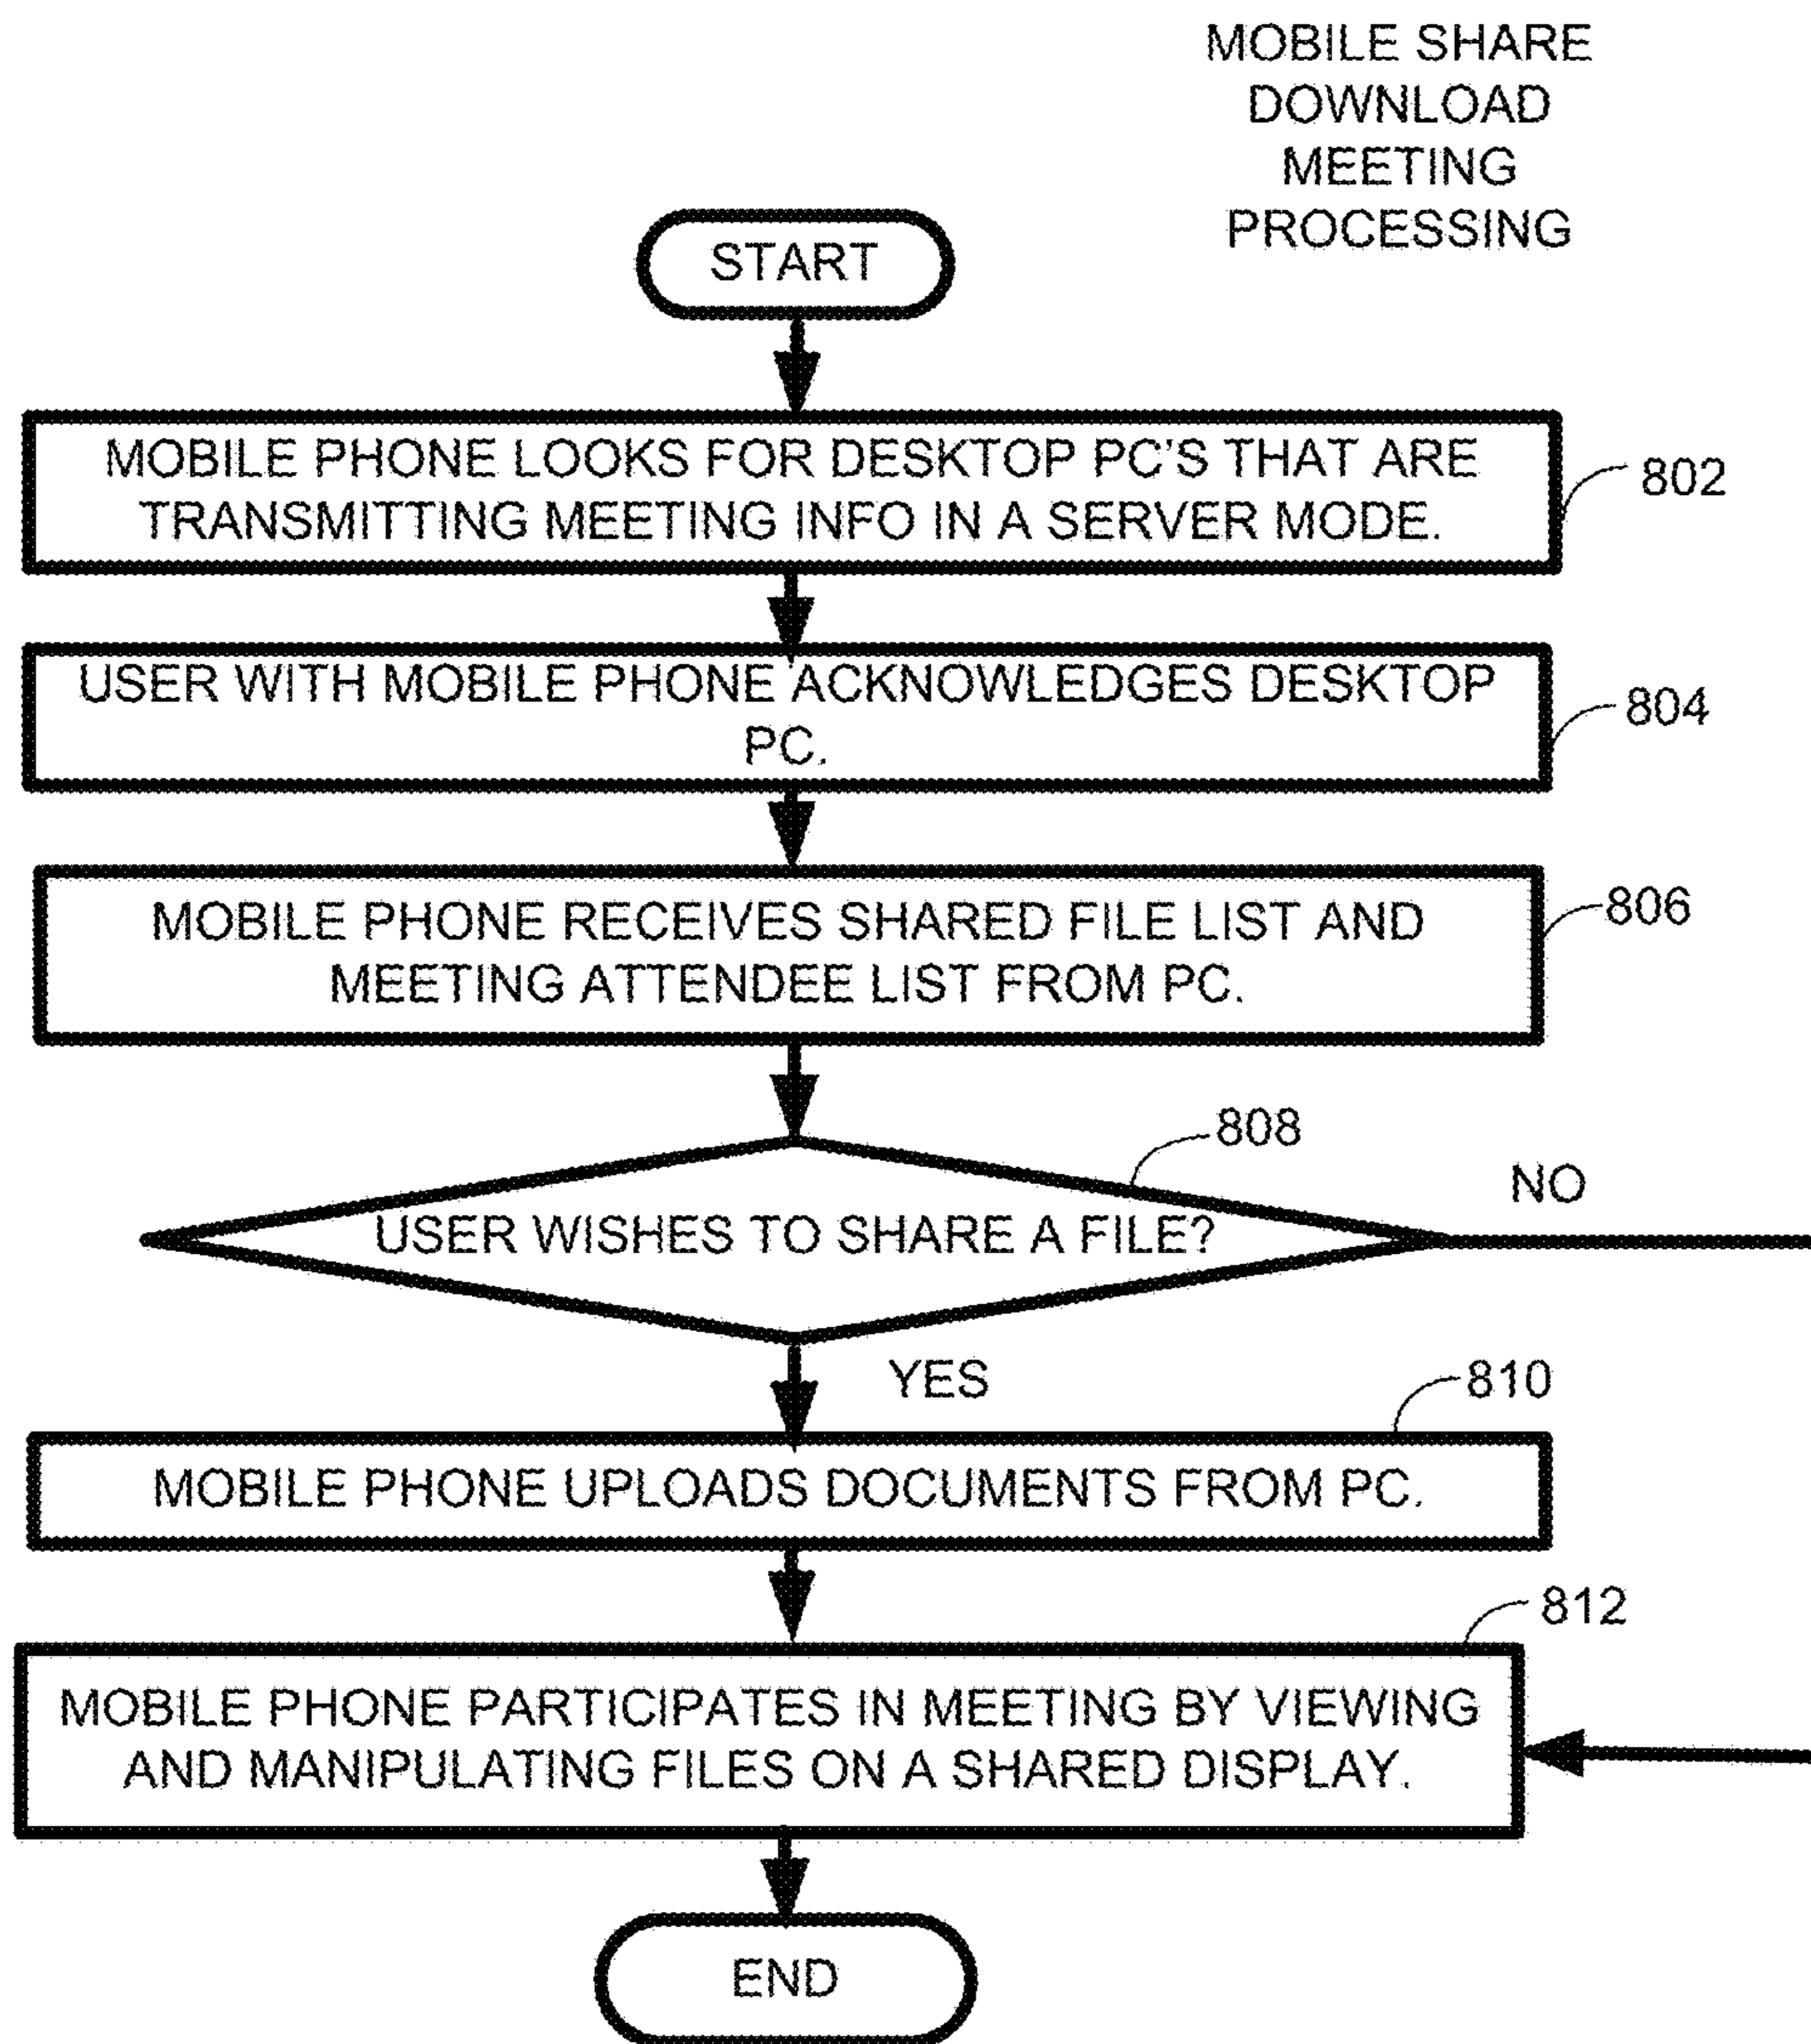 MOBILE SHARE
DOWNLOAD
MEETING
PROCESSING
START
MOBILE PHONE LOOKS FOR DESKTOP PC'S THAT ARE
TRANSMITTING MEETING INFO IN A SERVER MODE.
802
USER WITH MOBILE PHONE ACKNOWLEDGES DESKTOP
PC.
804
MOBILE PHONE RECEIVES SHARED FILE LIST AND
MEETING ATTENDEE LIST FROM PC.
806
808
USER WISHES TO SHARE A FILE?
NO
YES
810
MOBILE PHONE UPLOADS DOCUMENTS FROM PC.
812
MOBILE PHONE PARTICIPATES IN MEETING BY VIEWING
AND MANIPULATING FILES ON A SHARED DISPLAY.
END